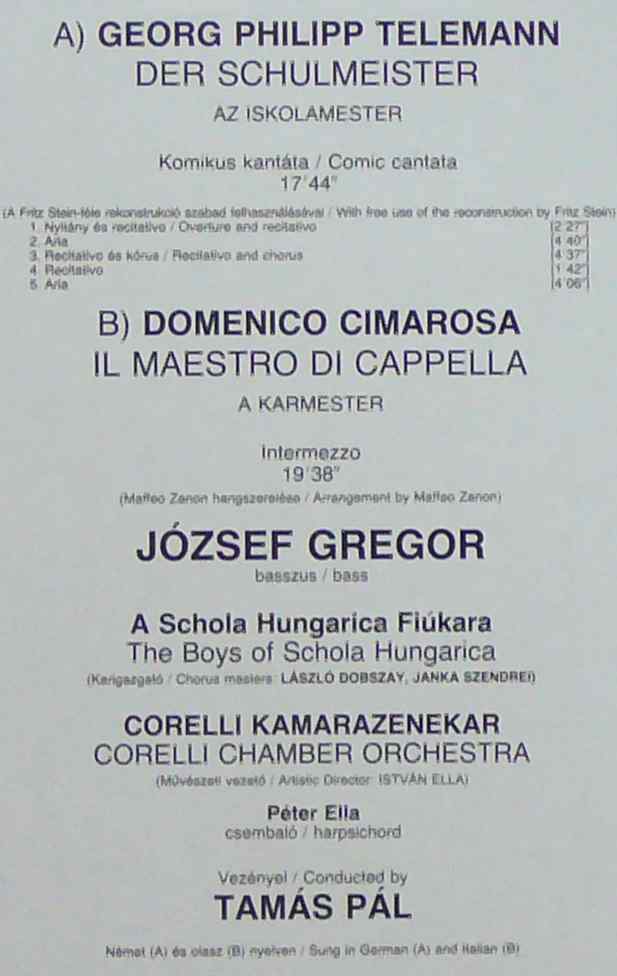 A) GEORG PHILIPP TELEMANN
DER SCHULMEISTER
AZ ISKOLAMESTER
Komikus kantáta / Comic cantata
17'44"
(A Fritz Stein-féle rekonstrukció szabad felhasználásával / With free use of the reconstruction by Fritz Stein)
1. Nyitány és recitativo / Overture and recitativo [2'27"]
2. Aria [4'40"]
3. Recitativo és kórus / Recitativo and chorus [4'37"]
4. Recitativo [1'42"]
5. Aria [4'06"]
B) DOMENICO CIMAROSA
IL MAESTRO DI CAPPELLA
A KARMESTER
Intermezzo
19'38"
(Maffeo Zanon hangszerelése / Arrangement by Maffeo Zanon)
JÓZSEF GREGOR
basszus / bass
A Schola Hungarica Fiúkara
The Boys of Schola Hungarica
(Karigazgató / Chorus masters: LÁSZLÓ DOBSZAY, JANKA SZENDREI)
CORELLI KAMARAZENEKAR
CORELLI CHAMBER ORCHESTRA
(Művészeti vezető / Artistic Director: ISTVÁN ELLA)
Péter Ella
csembaló / harpsichord
Vezényel / Conducted by
TAMÁS PÁL
Német (A) és olasz (B) nyelven / Sung in German (A) and Italian (B)